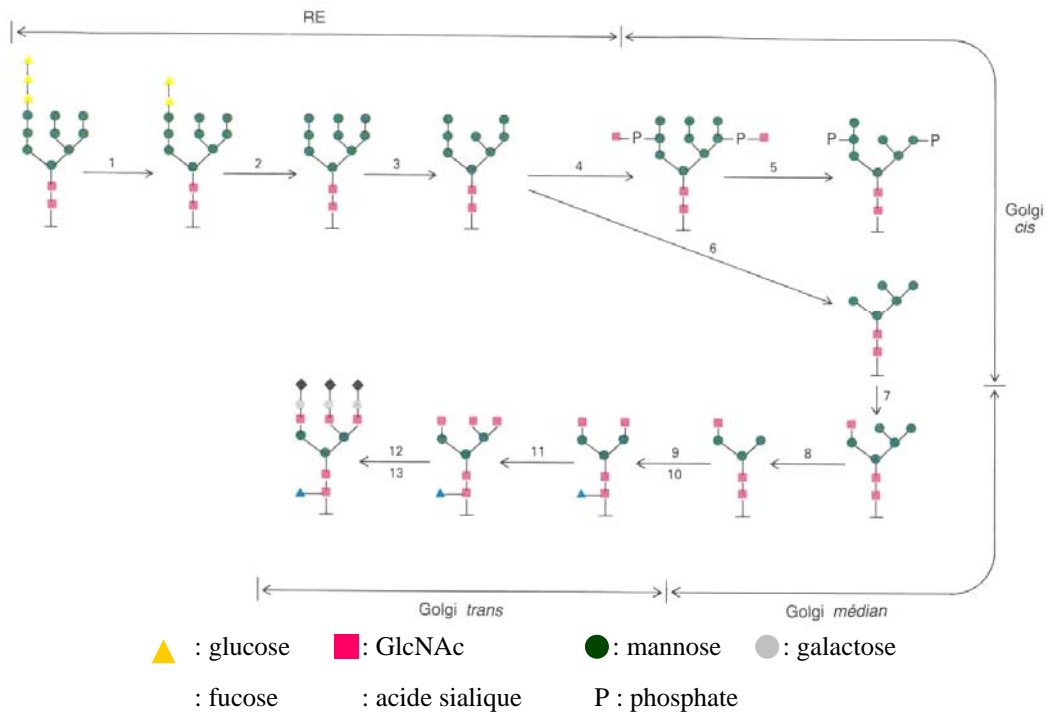 RE
1
2
3
4
5
P P
P P
6
Golgi
cis
7
8
9
10
11
12
13
Golgi trans
Golgi médian
: glucose : GlcNAc : mannose : galactose
: fucose : acide sialique P : phosphate